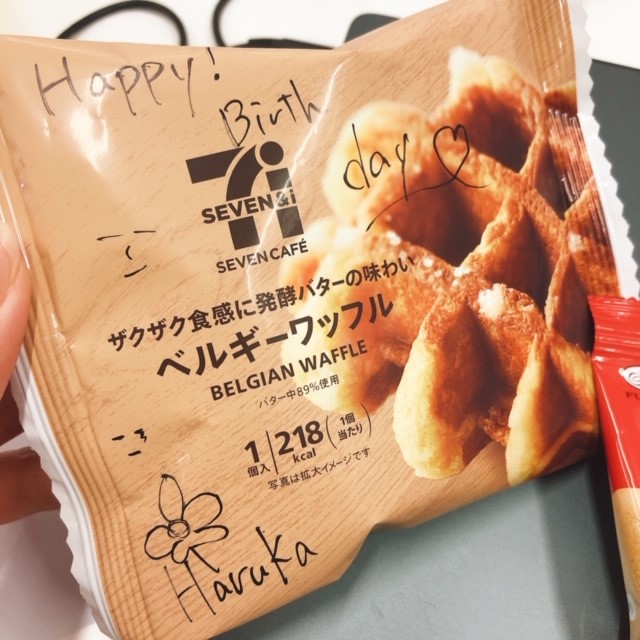 Happy!
Birth
day
SEVEN&i
SEVEN CAFÉ
ザクザク食感に発酵バターの味わい
ベルギーワッフル
BELGIAN WAFFLE
バター中89%使用
1個入
218kcal(1個当たり)
写真は拡大イメージです
Haruka